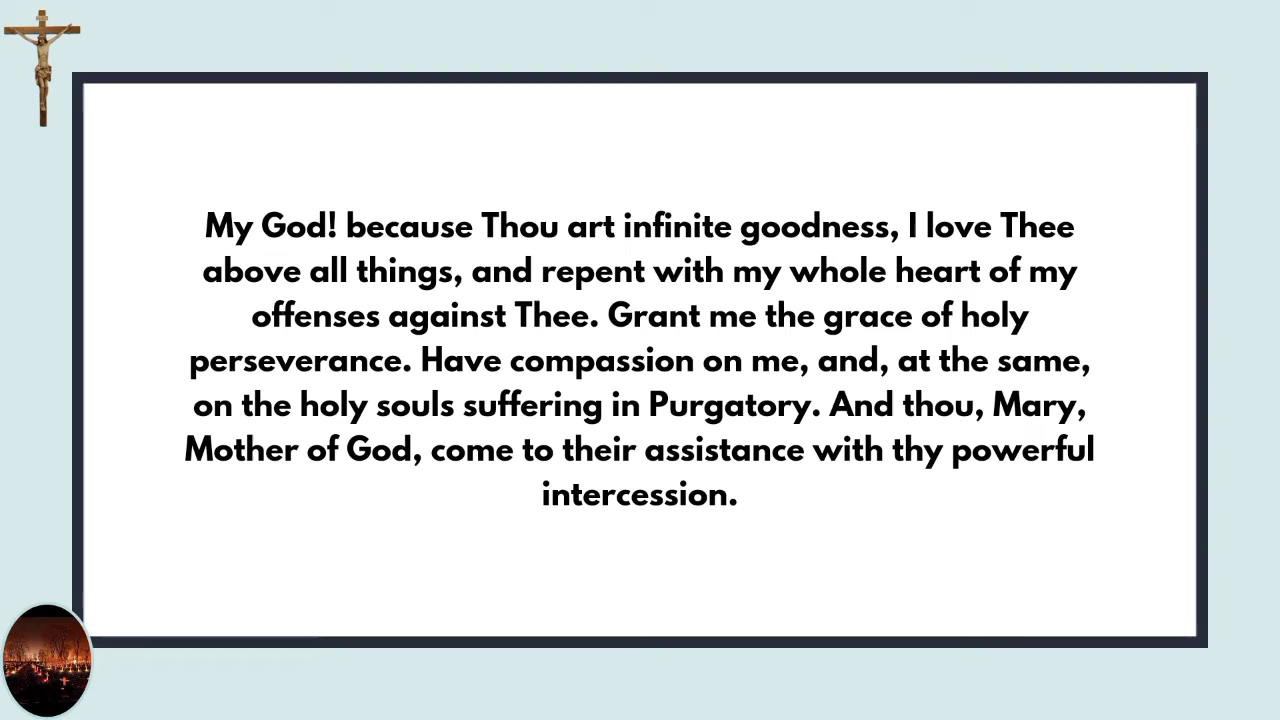 My God! because Thou art infinite goodness, I love Thee
above all things, and repent with my whole heart of my
offenses against Thee. Grant me the grace of holy
perseverance. Have compassion on me, and, at the same,
on the holy souls suffering in Purgatory. And thou, Mary,
Mother of God, come to their assistance with thy powerful
intercession.